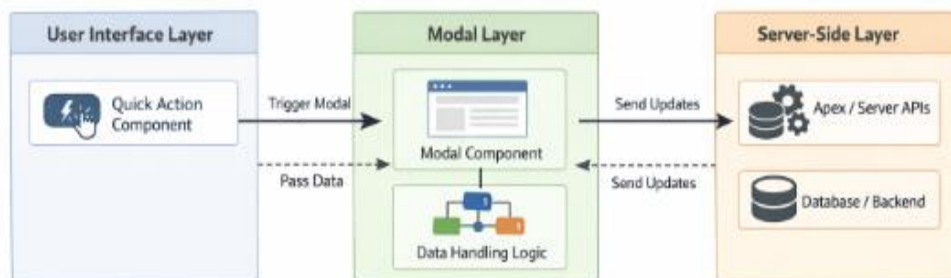 User Interface Layer
Quick Action
Component
Trigger Modal
Pass Data
Modal Layer
Modal Component
Data Handling Logic
Send Updates
Send Updates
Server-Side Layer
Apex / Server APIs
Database / Backend